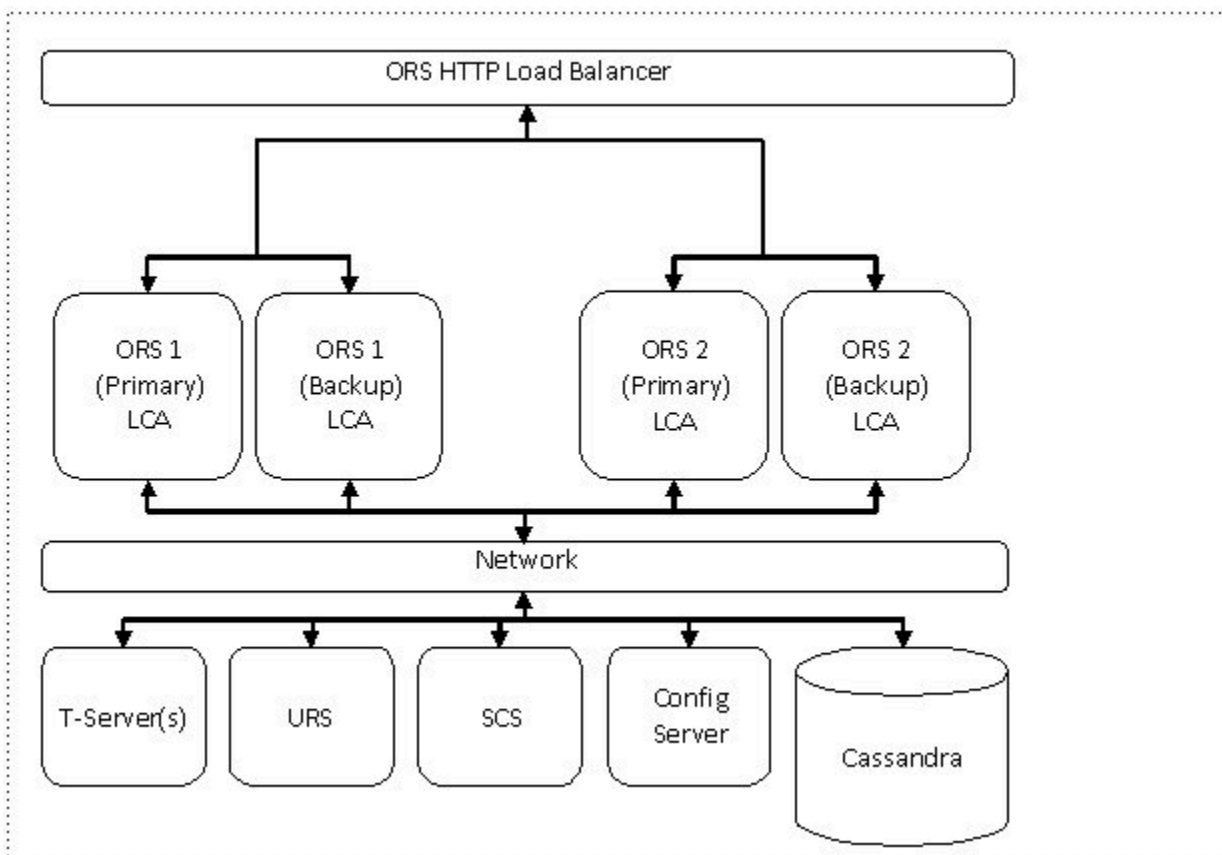 ORS HTTP Load Balancer
ORS 1
(Primary)
LCA
ORS 1
(Backup)
LCA
ORS 2
(Primary)
LCA
ORS 2
(Backup)
LCA
Network
T-Server(s)
URS
SCS
Config
Server
Cassandra